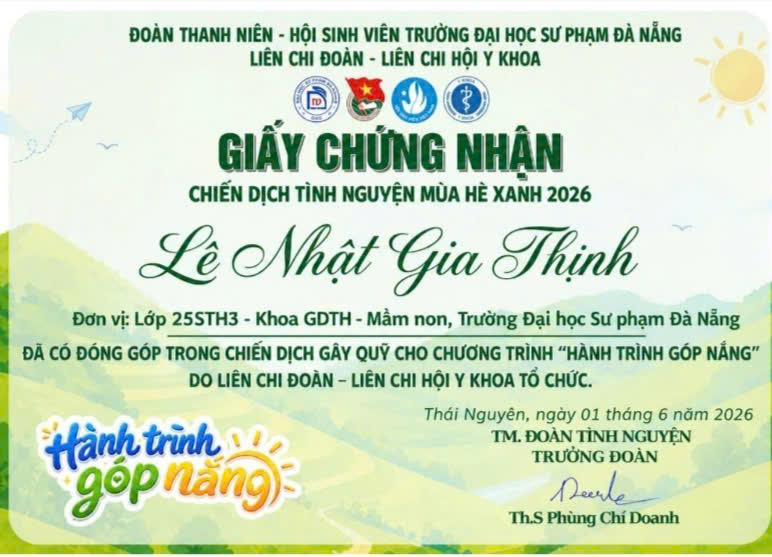 ĐOÀN THANH NIÊN - HỘI SINH VIÊN TRƯỜNG ĐẠI HỌC SƯ PHẠM ĐÀ NẴNG
LIÊN CHI ĐOÀN - LIÊN CHI HỘI Y KHOA
GIẤY CHỨNG NHẬN
CHIẾN DỊCH TÌNH NGUYỆN MÙA HÈ XANH 2026
Lê Nhật Gia Thịnh
Đơn vị: Lớp 25STH3 - Khoa GDTH - Mầm non, Trường Đại học Sư phạm Đà Nẵng
ĐÃ CÓ ĐÓNG GÓP TRONG CHIẾN DỊCH GÂY QUỸ CHO CHƯƠNG TRÌNH “HÀNH TRÌNH GÓP NẮNG”
DO LIÊN CHI ĐOÀN – LIÊN CHI HỘI Y KHOA TỔ CHỨC.
Thái Nguyên, ngày 01 tháng 6 năm 2026
TM. ĐOÀN TÌNH NGUYỆN
TRƯỞNG ĐOÀN
Hành trình
góp nắng
Th.S Phùng Chí Doanh